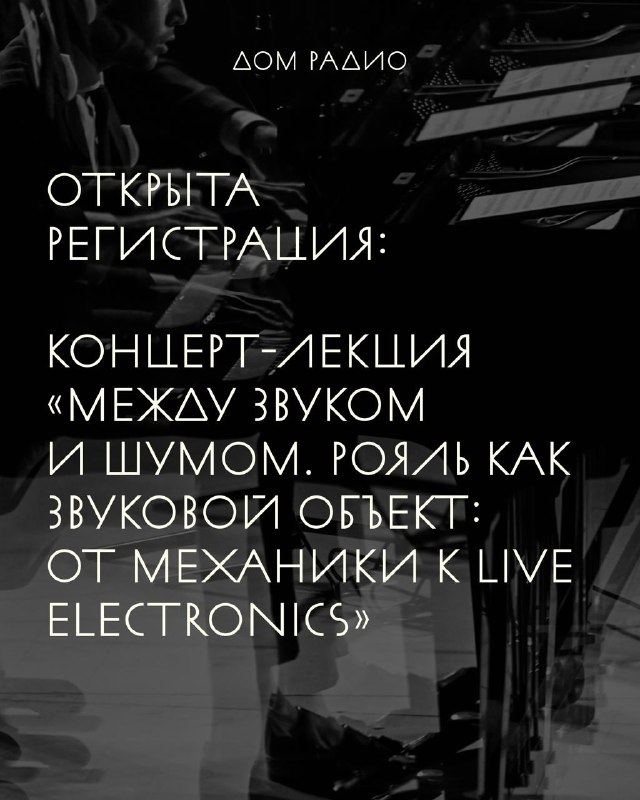 ДОМ РАДИО
ОТКРЫТА
РЕГИСТРАЦИЯ:
КОНЦЕРТ-ЛЕКЦИЯ
«МЕЖДУ ЗВУКОМ
И ШУМОМ. РОЯЛЬ КАК
ЗВУКОВОЙ ОБЪЕКТ:
ОТ МЕХАНИКИ К LIVE
ELECTRONICS»